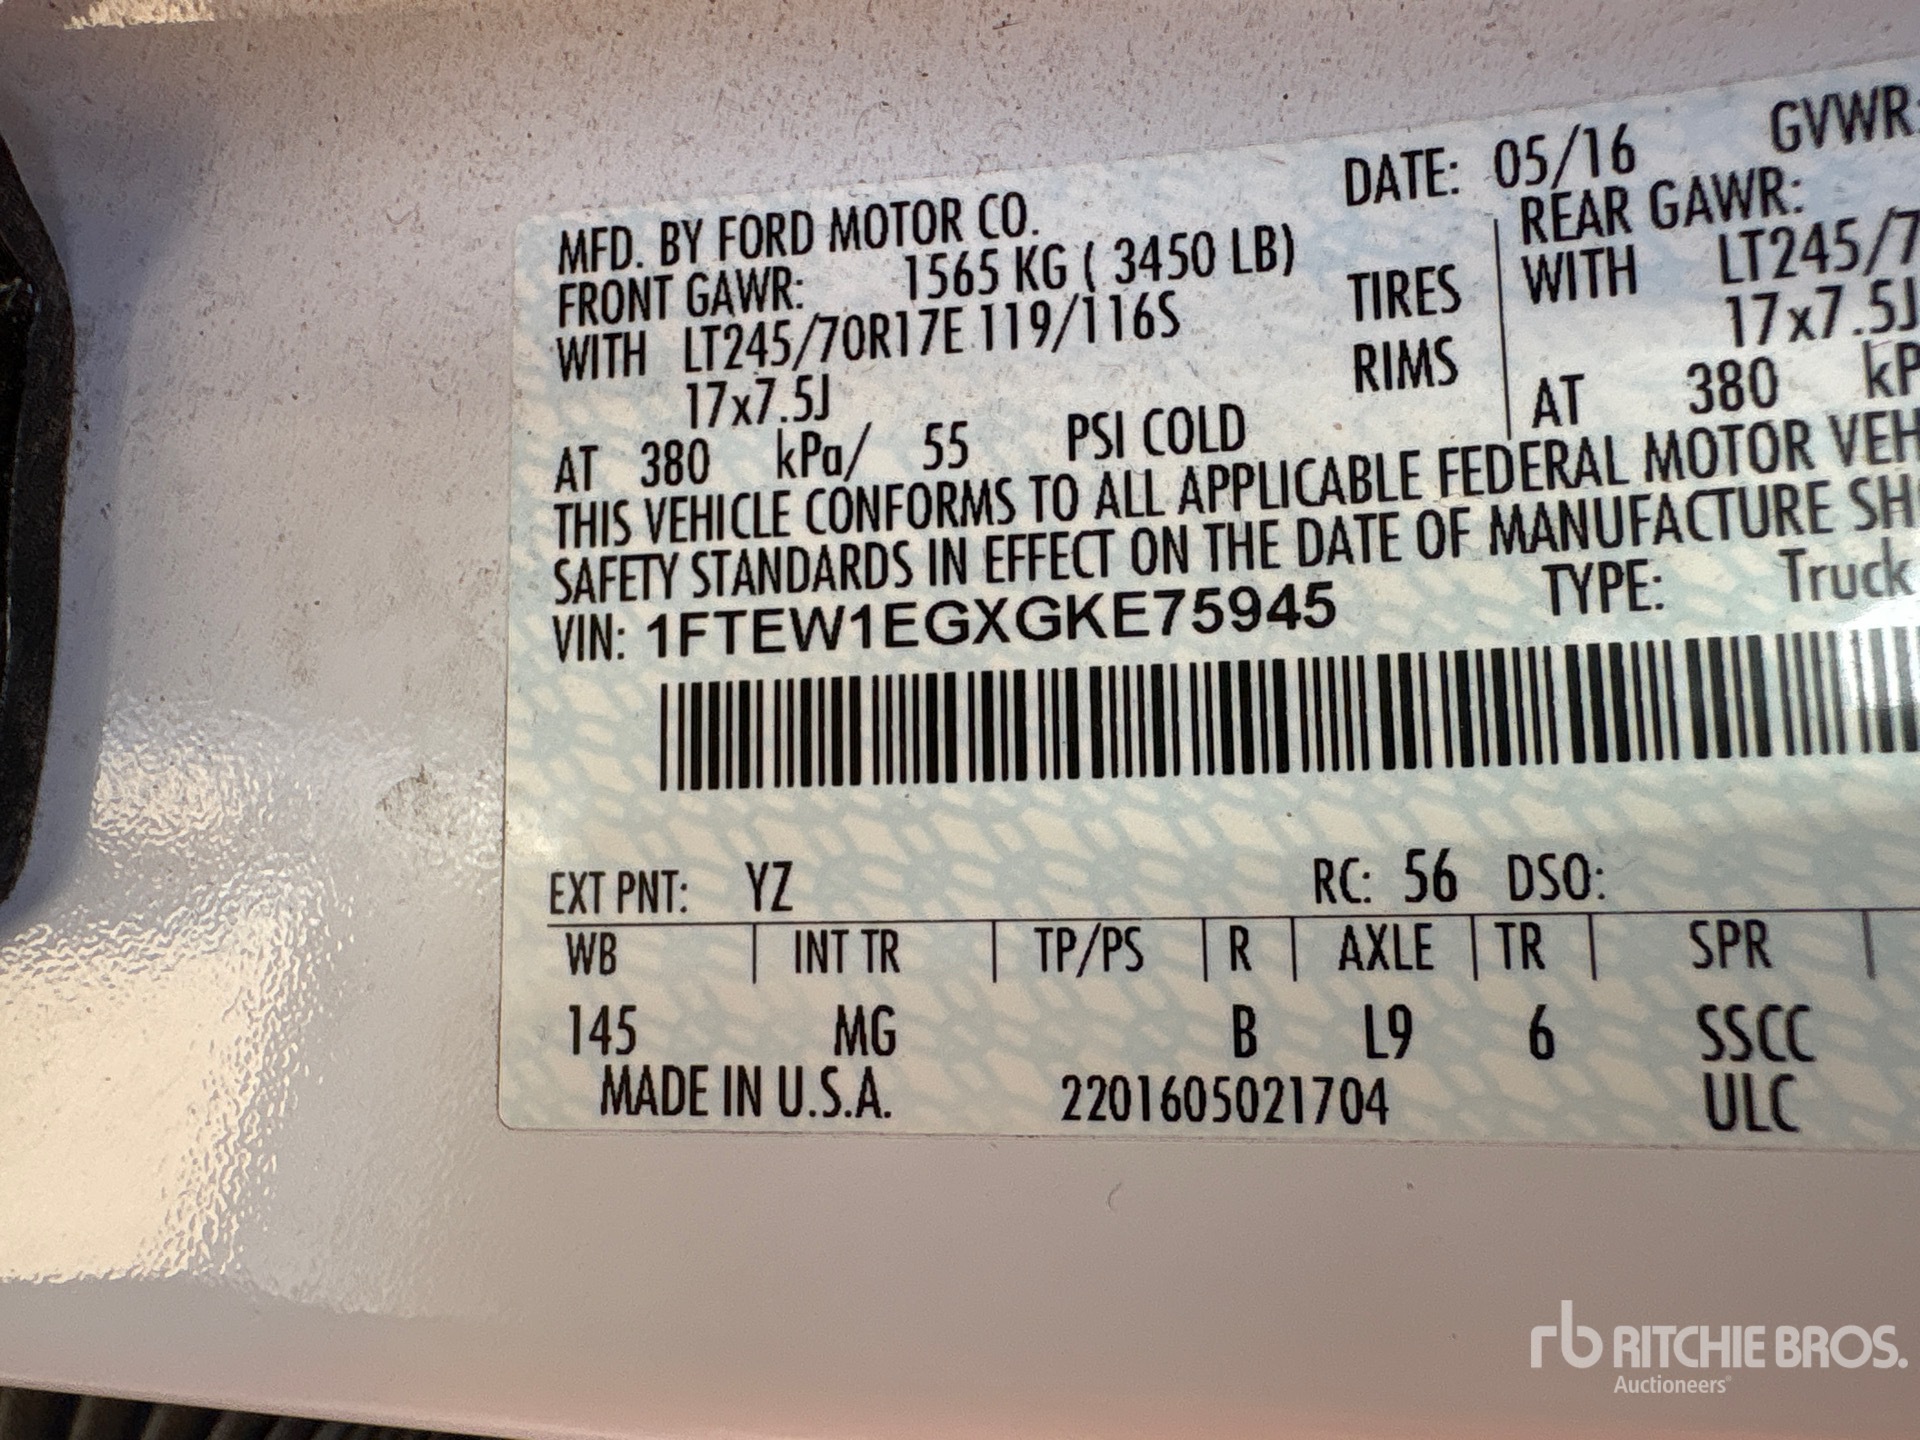 MFD. BY FORD MOTOR CO.
DATE: 05/16
GVWR:
FRONT GAWR: 1565 KG ( 3450 LB)
REAR GAWR:
WITH LT245/70R17E 119/116S TIRES
WITH LT245/7
17x7.5J RIMS
17x7.5J
AT 380 kPa/ 55 PSI COLD
AT 380 kP
THIS VEHICLE CONFORMS TO ALL APPLICABLE FEDERAL MOTOR VEH
SAFETY STANDARDS IN EFFECT ON THE DATE OF MANUFACTURE SH
VIN: 1FTEW1EGXGKE75945
TYPE: Truck
EXT PNT: YZ RC: 56 DSO:
WB INT TR TP/PS R AXLE TR SPR
145 MG B L9 6 SSCC
MADE IN U.S.A. 2201605021704 ULC
rb RITCHIE BROS.
Auctioneers